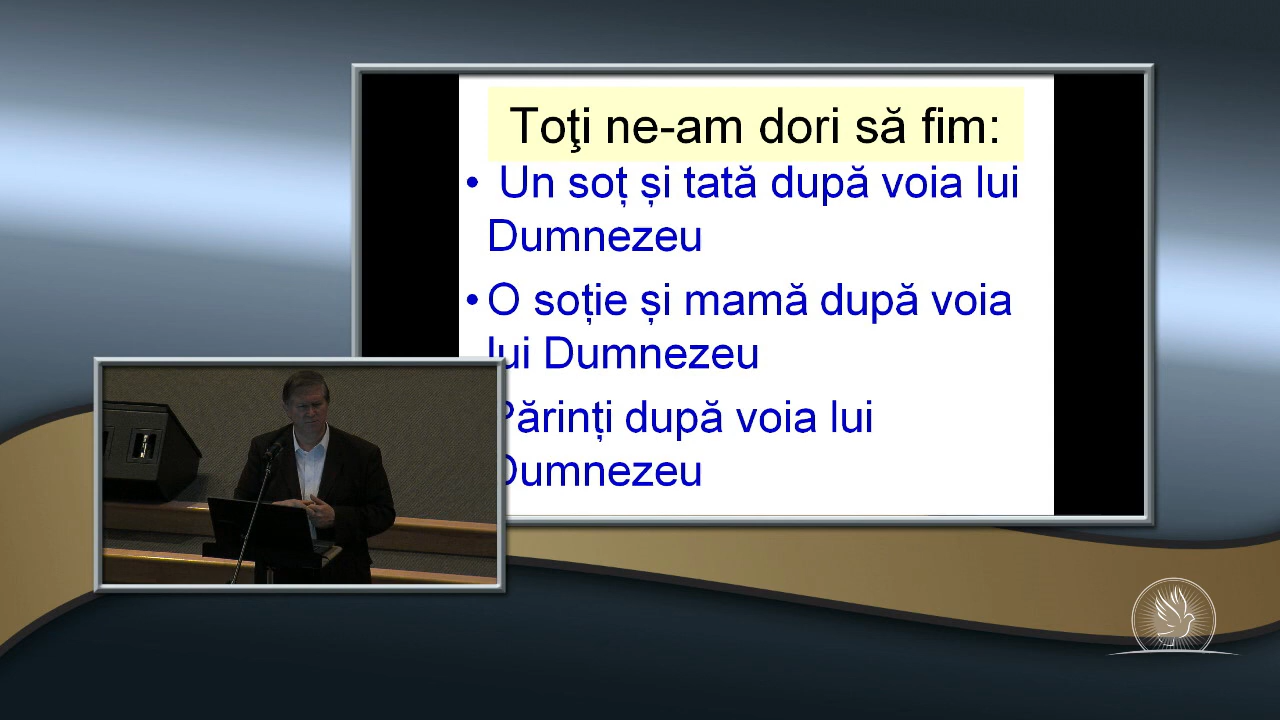 Toţi ne-am dori să fim:
• Un soț și tată după voia lui
Dumnezeu
• O soție și mamă după voia
lui Dumnezeu
Părinți după voia lui
Dumnezeu